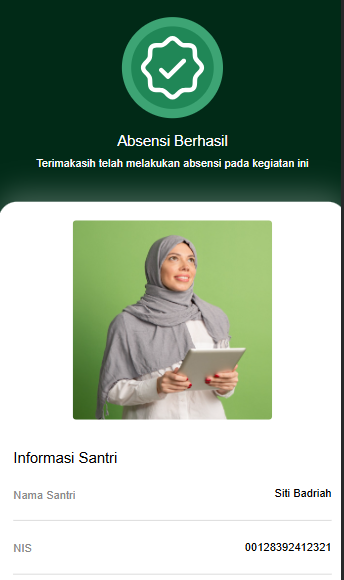 Absensi Berhasil
Terimakasih telah melakukan absensi pada kegiatan ini
Informasi Santri
Nama Santri Siti Badriah
NIS 00128392412321